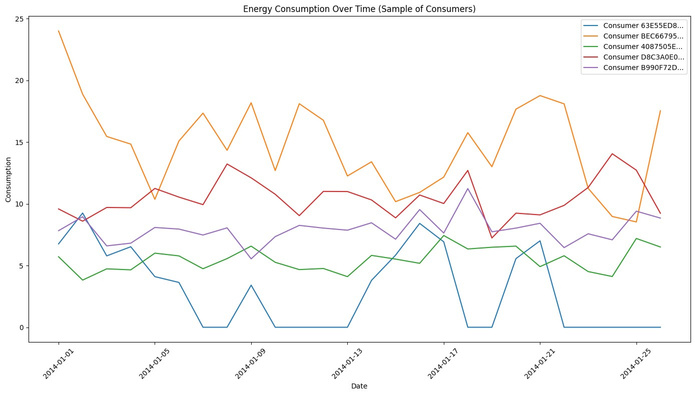 Energy Consumption Over Time (Sample of Consumers)
Consumer 63E55ED8...
Consumer BEC66795...
Consumer 4087505E...
Consumer D8C3A0E0...
Consumer B990F72D...
Consumption
25
20
15
10
5
0
2014-01-01
2014-01-05
2014-01-09
2014-01-13
2014-01-17
2014-01-21
2014-01-25
Date